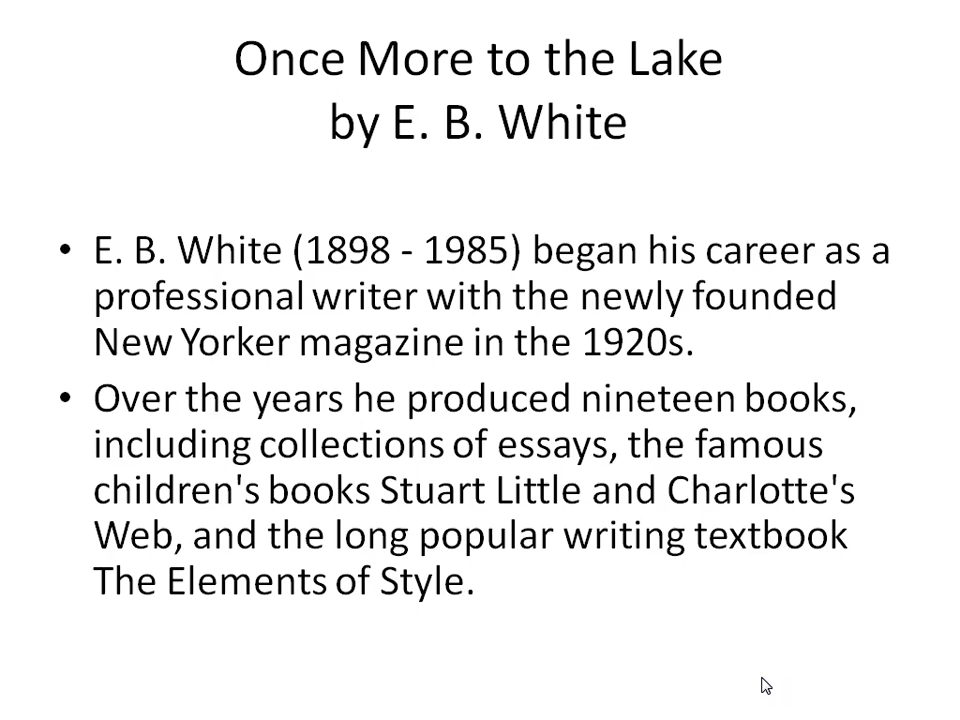 Once More to the Lake
by E. B. White
• E. B. White (1898 - 1985) began his career as a
professional writer with the newly founded
New Yorker magazine in the 1920s.
• Over the years he produced nineteen books,
including collections of essays, the famous
children's books Stuart Little and Charlotte's
Web, and the long popular writing textbook
The Elements of Style.